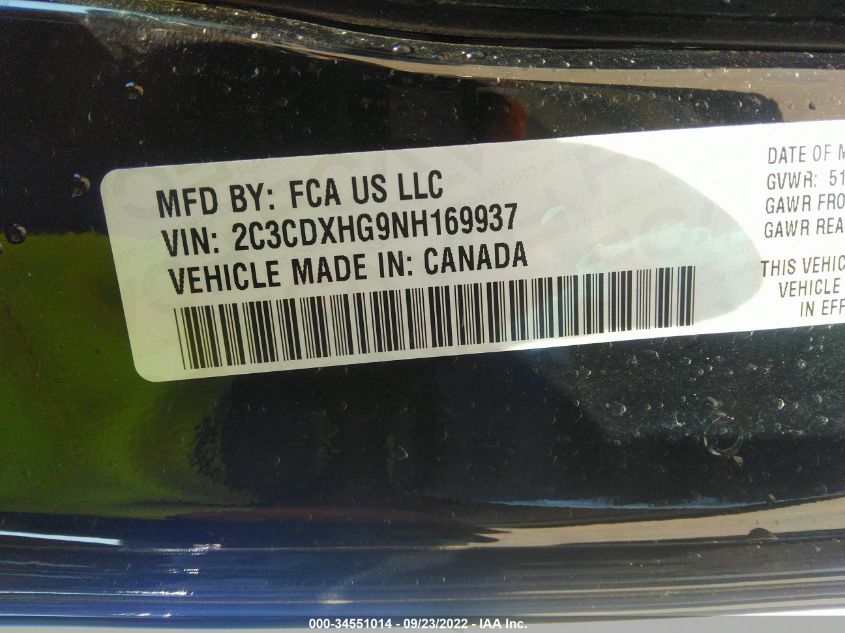 MFD BY: FCA US LLC
VIN: 2C3CDXHG9NH169937
VEHICLE MADE IN: CANADA
DATE OF M
GVWR: 51
GAWR FRO
GAWR REA
THIS VEHIC
VEHICLE
IN EFF
000-34551014 - 09/23/2022 - IAA Inc.